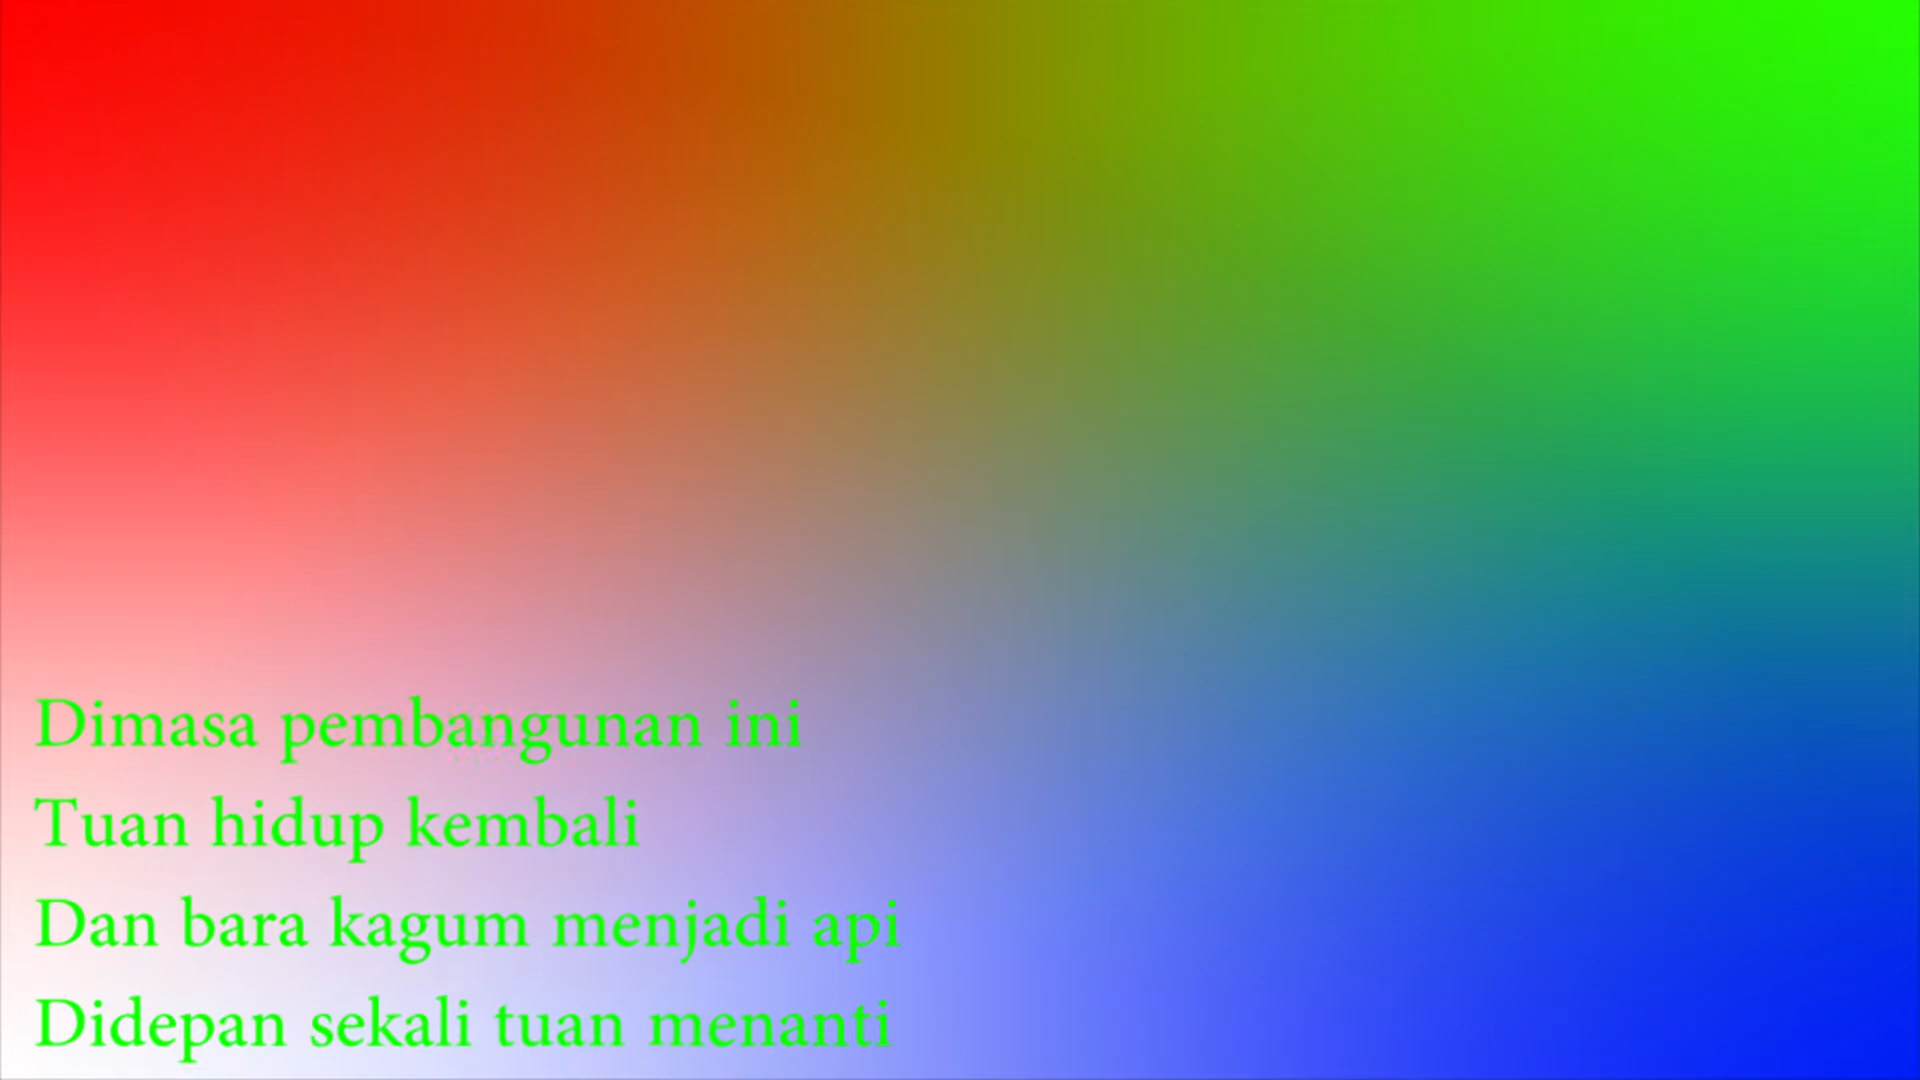 Dimasa pembangunan ini
Tuan hidup kembali
Dan bara kagum menjadi api
Didepan sekali tuan menanti